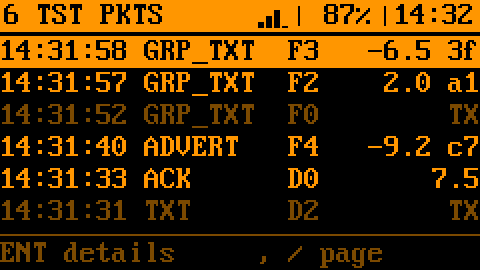 6 TST PKTS | 87% |14:32
14:31:58 GRP_TXT F3 -6.5 3f
14:31:57 GRP_TXT F2 2.0 a1
14:31:52 GRP_TXT F0 TX
14:31:40 ADVERT F4 -9.2 c7
14:31:33 ACK D0 7.5
14:31:31 TXT D2 TX
ENT details , / page